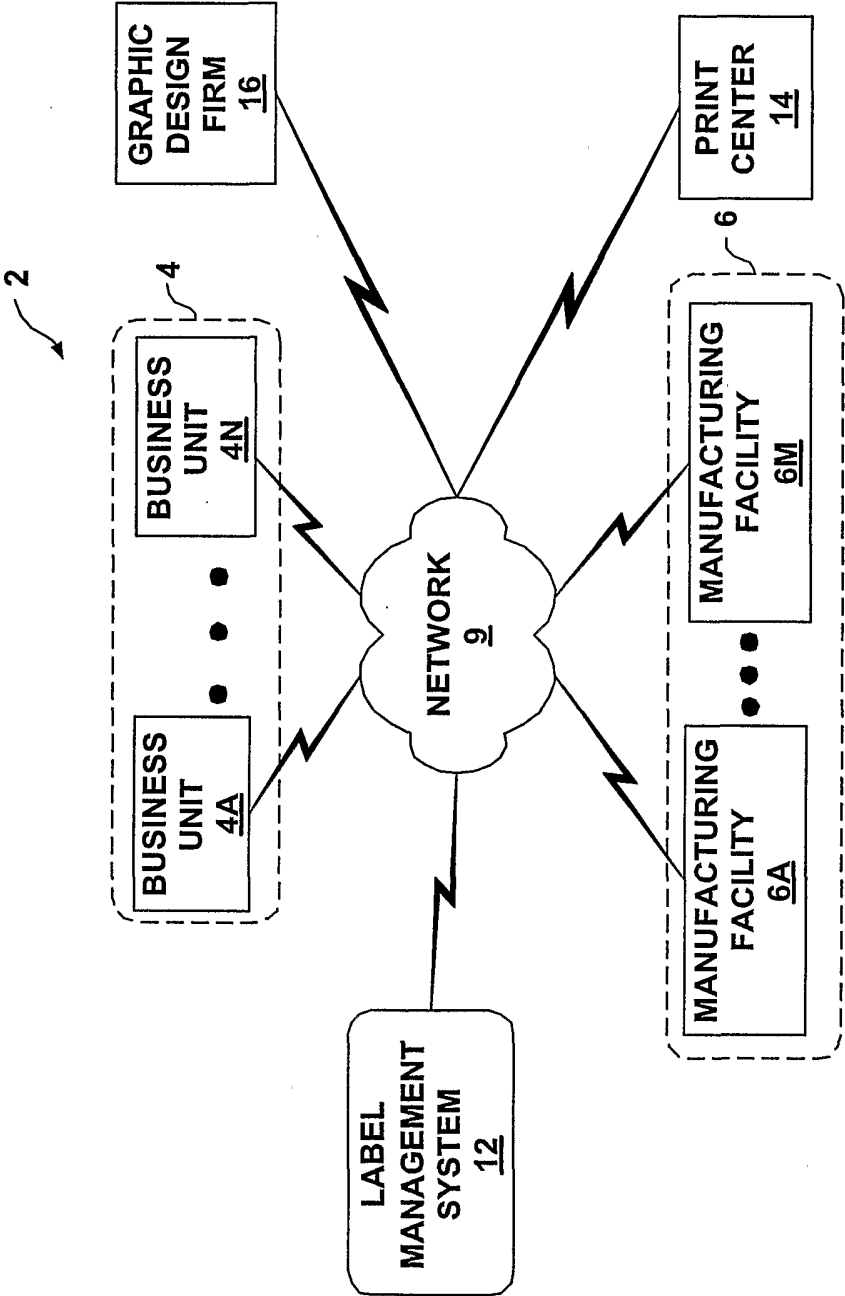 2
4
BUSINESS
UNIT
4A
BUSINESS
UNIT
4N
GRAPHIC
DESIGN
FIRM
16
LABEL
MANAGEMENT
SYSTEM
12
NETWORK
9
MANUFACTURING
FACILITY
6A
MANUFACTURING
FACILITY
6M
6
PRINT
CENTER
14